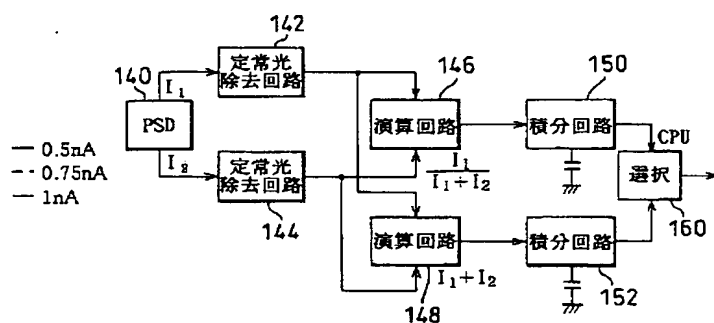 142
定常光
除去回路
140
I₁
PSD
I₂
定常光
除去回路
144
146
演算回路
I₁
I₁+I₂
演算回路
I₁+I₂
148
150
積分回路
CPU
選択
160
積分回路
152
0.5nA
0.75nA
1nA